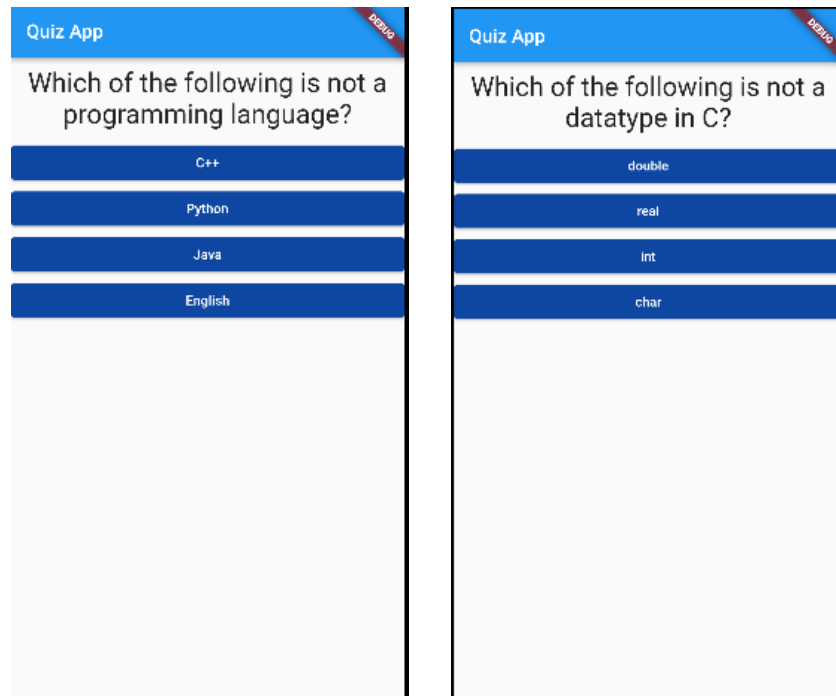 Quiz App
DEBUG
Which of the following is not a
programming language?
C++
Python
Java
English
Quiz App
DEBUG
Which of the following is not a
datatype in C?
double
real
int
char